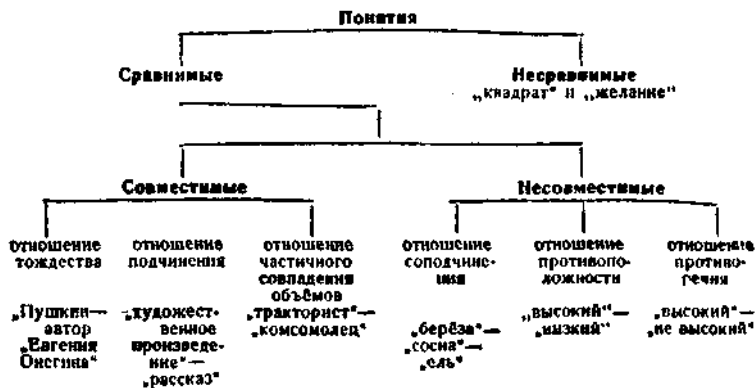 Понятия
Сравнимые
Несравнимые
„квадрат“ и „желание“
Совместимые
Несовместимые
отношение
тождества
отношение
подчинения
отношение
частичного
совпадения
объёмов
отношение
соподчине-
ния
отношение
противопо-
ложности
отношение
противо-
речия
„Пушкин—
автор
„Евгения
Онегина“
„художест-
венное
произведе-
ние“—
„рассказ“
„тракторист“—
„комсомолец“
„берёза“—
„сосна“—
„ель“
„высокий“—
„низкий“
„высокий“—
„не высокий“